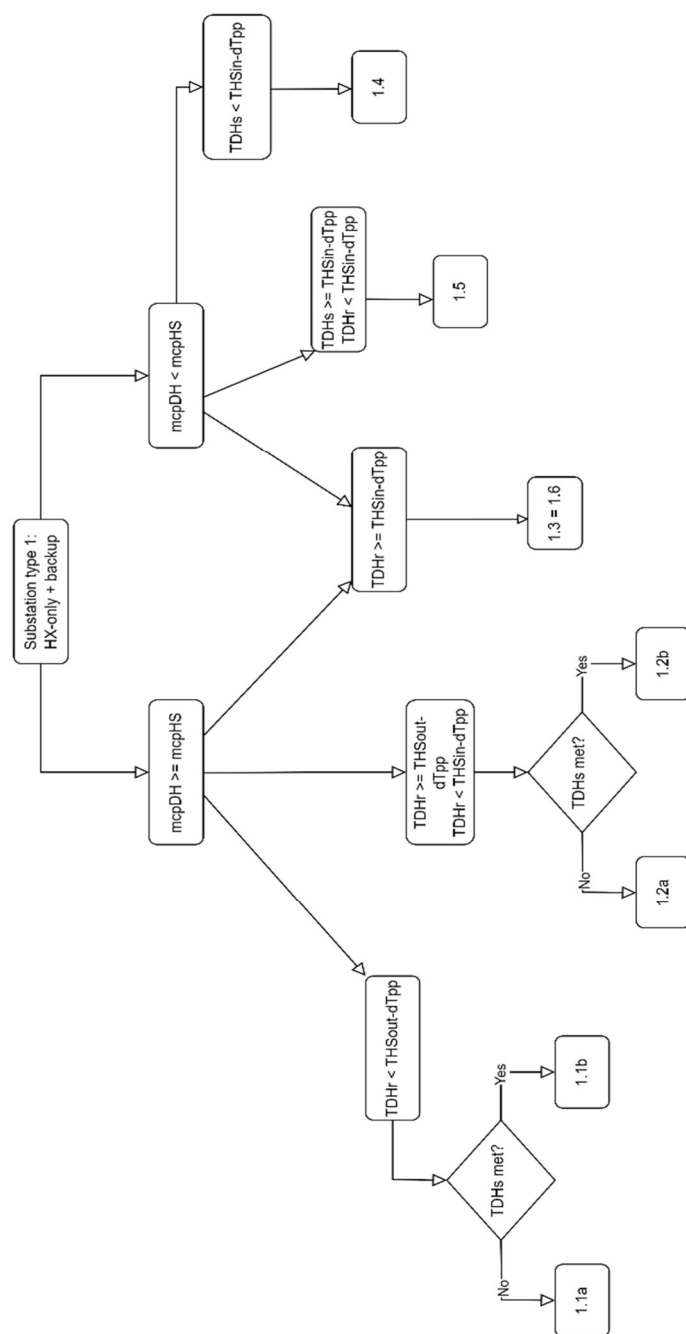 Substation type 1:
HX-only + backup
mcpDH >= mcpHS
mcpDH < mcpHS
TDHr < THSout-dTpp
TDHr >= THSout-
dTpp
TDHr < THSin-dTpp
TDHr >= THSin-dTpp
TDHs >= THSin-dTpp
TDHr < THSin-dTpp
TDHs < THSin-dTpp
TDHs met?
No
Yes
1.1a
1.1b
TDHs met?
No
Yes
1.2a
1.2b
1.3 = 1.6
1.5
1.4